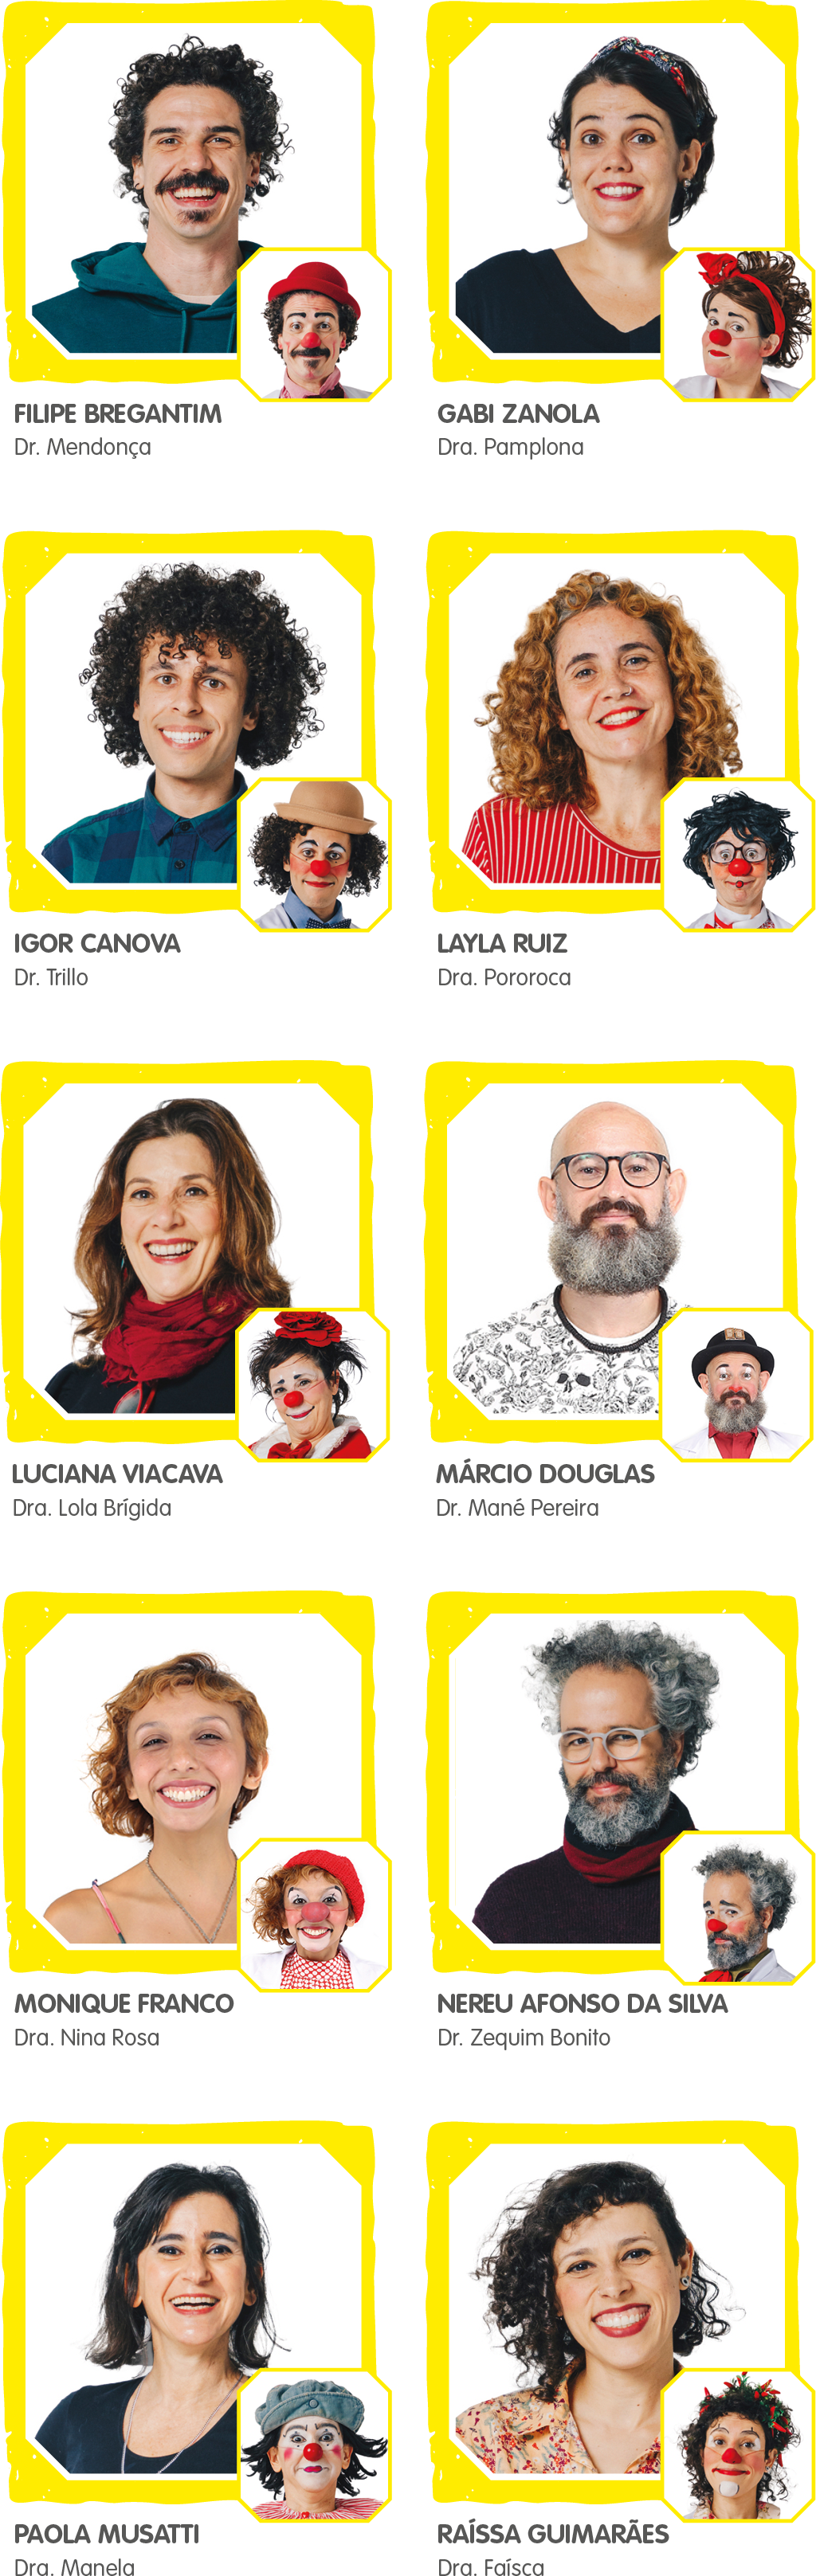 FILIPE BREGANTIM
Dr. Mendonça
GABI ZANOLA
Dra. Pamplona
IGOR CANOVA
Dr. Trillo
LAYLA RUIZ
Dra. Pororoca
LUCIANA VIACAVA
Dra. Lola Brígida
MÁRCIO DOUGLAS
Dr. Mané Pereira
MONIQUE FRANCO
Dra. Nina Rosa
NEREU AFONSO DA SILVA
Dr. Zequim Bonito
PAOLA MUSATTI
Dra. Manela
RAÍSSA GUIMARÃES
Dra. Faísca